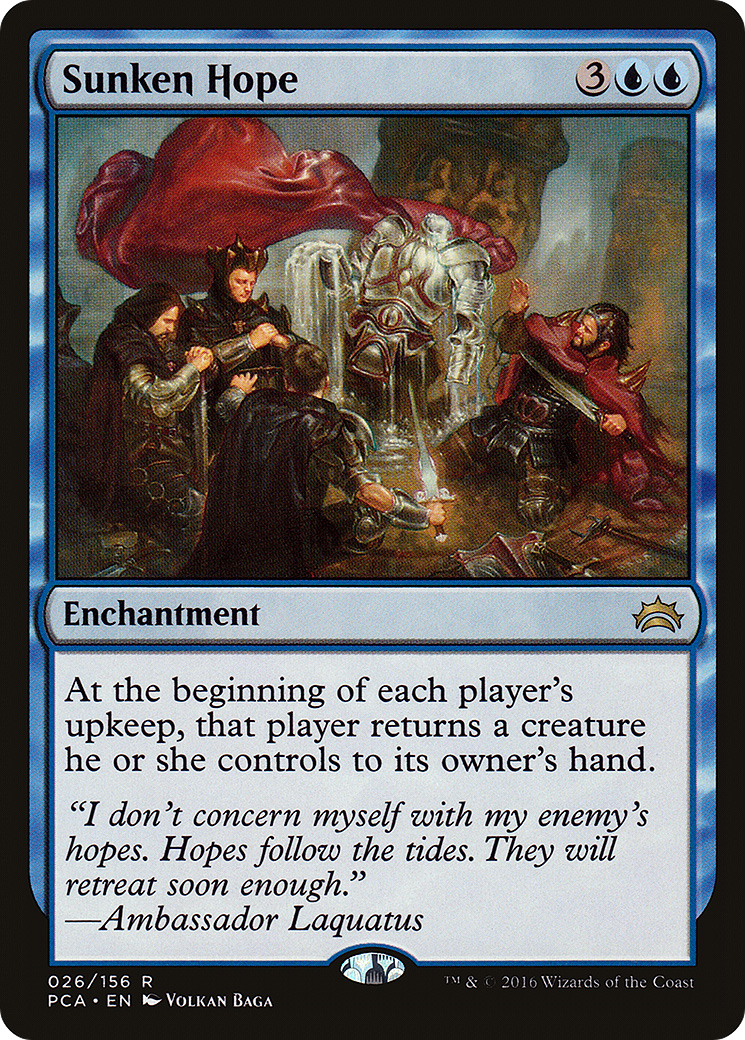 Sunken Hope
3
Enchantment
At the beginning of each player's
upkeep, that player returns a creature
he or she controls to its owner's hand.
“I don't concern myself with my enemy's
hopes. Hopes follow the tides. They will
retreat soon enough.”
—Ambassador Laquatus
026/156 R
™ & © 2016 Wizards of the Coast
PCA • EN Volkan Baga